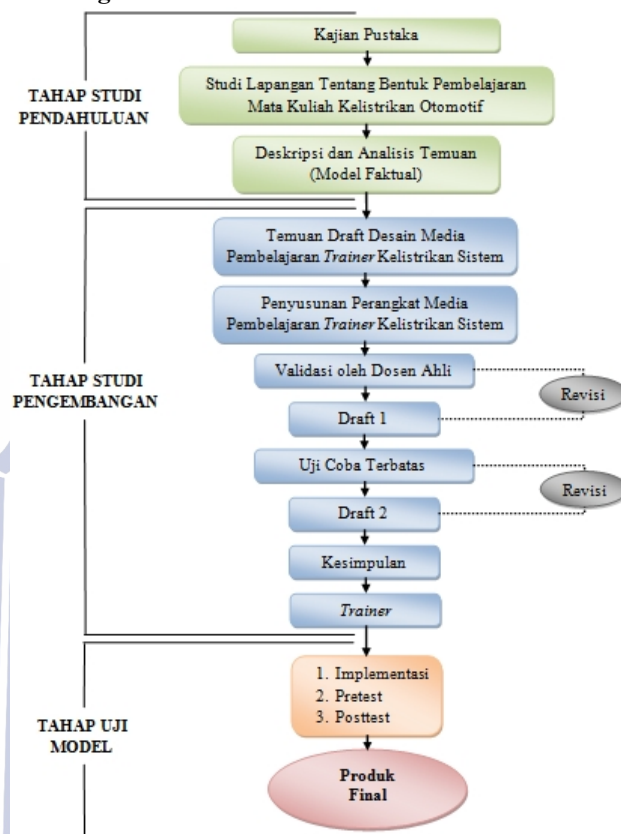 Kajian Pustaka
TAHAP STUDI
PENDAHULUAN
Studi Lapangan Tentang Bentuk Pembelajaran
Mata Kuliah Kelistrikan Otomotif
Deskripsi dan Analisis Temuan
(Model Faktual)
Temuan Draft Desain Media
Pembelajaran Trainer Kelistrikan Sistem
Penyusunan Perangkat Media
Pembelajaran Trainer Kelistrikan Sistem
TAHAP STUDI
PENGEMBANGAN
Validasi oleh Dosen Ahli
Revisi
Draft 1
Uji Coba Terbatas
Revisi
Draft 2
Kesimpulan
Trainer
TAHAP UJI
MODEL
1. Implementasi
2. Pretest
3. Posttest
Produk
Final